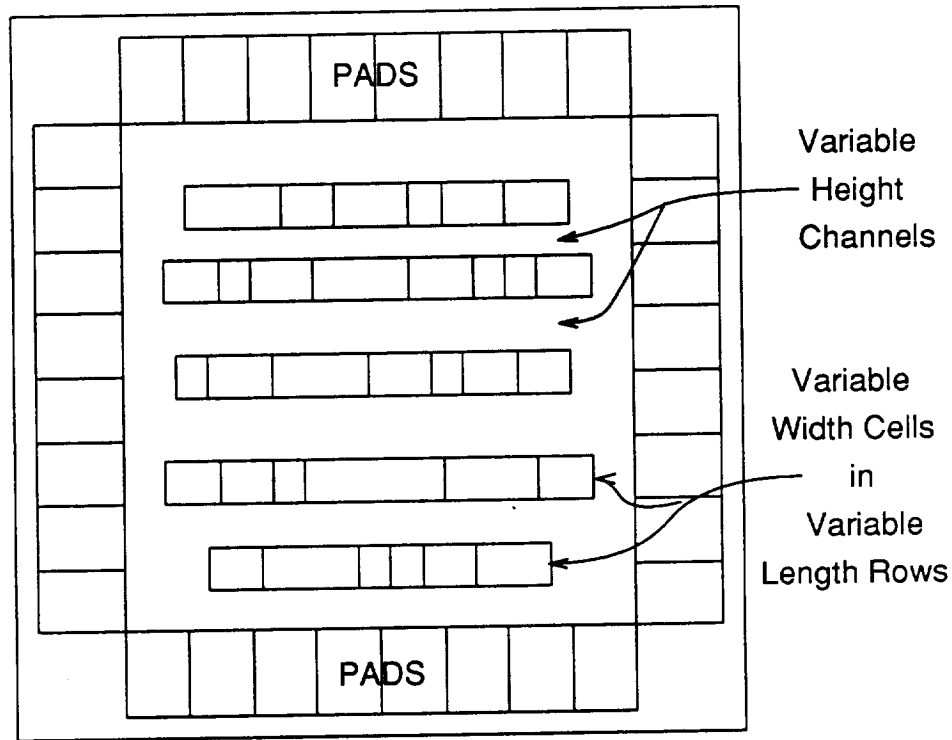 PADS
Variable
Height
Channels
Variable
Width Cells
in
Variable
Length Rows
PADS